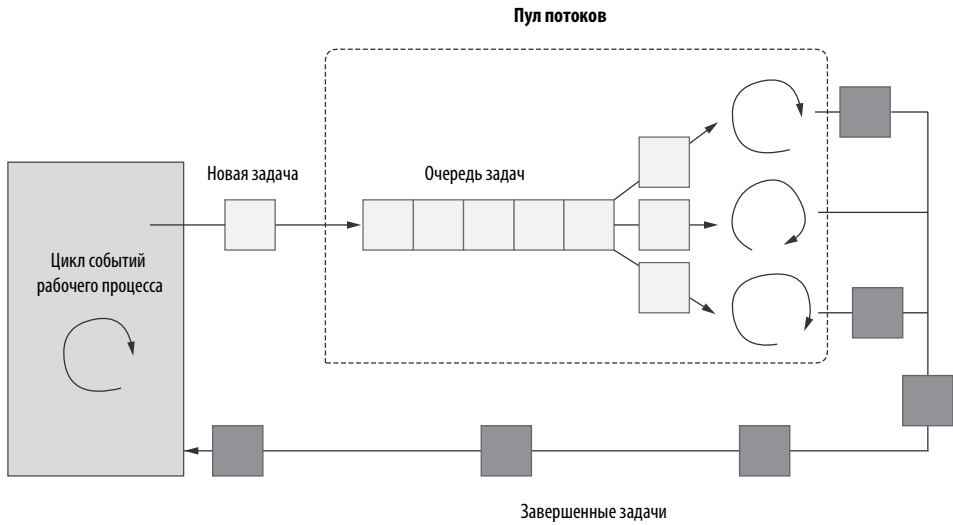 Пул потоков
Новая задача
Очередь задач
Цикл событий
рабочего процесса
Завершенные задачи